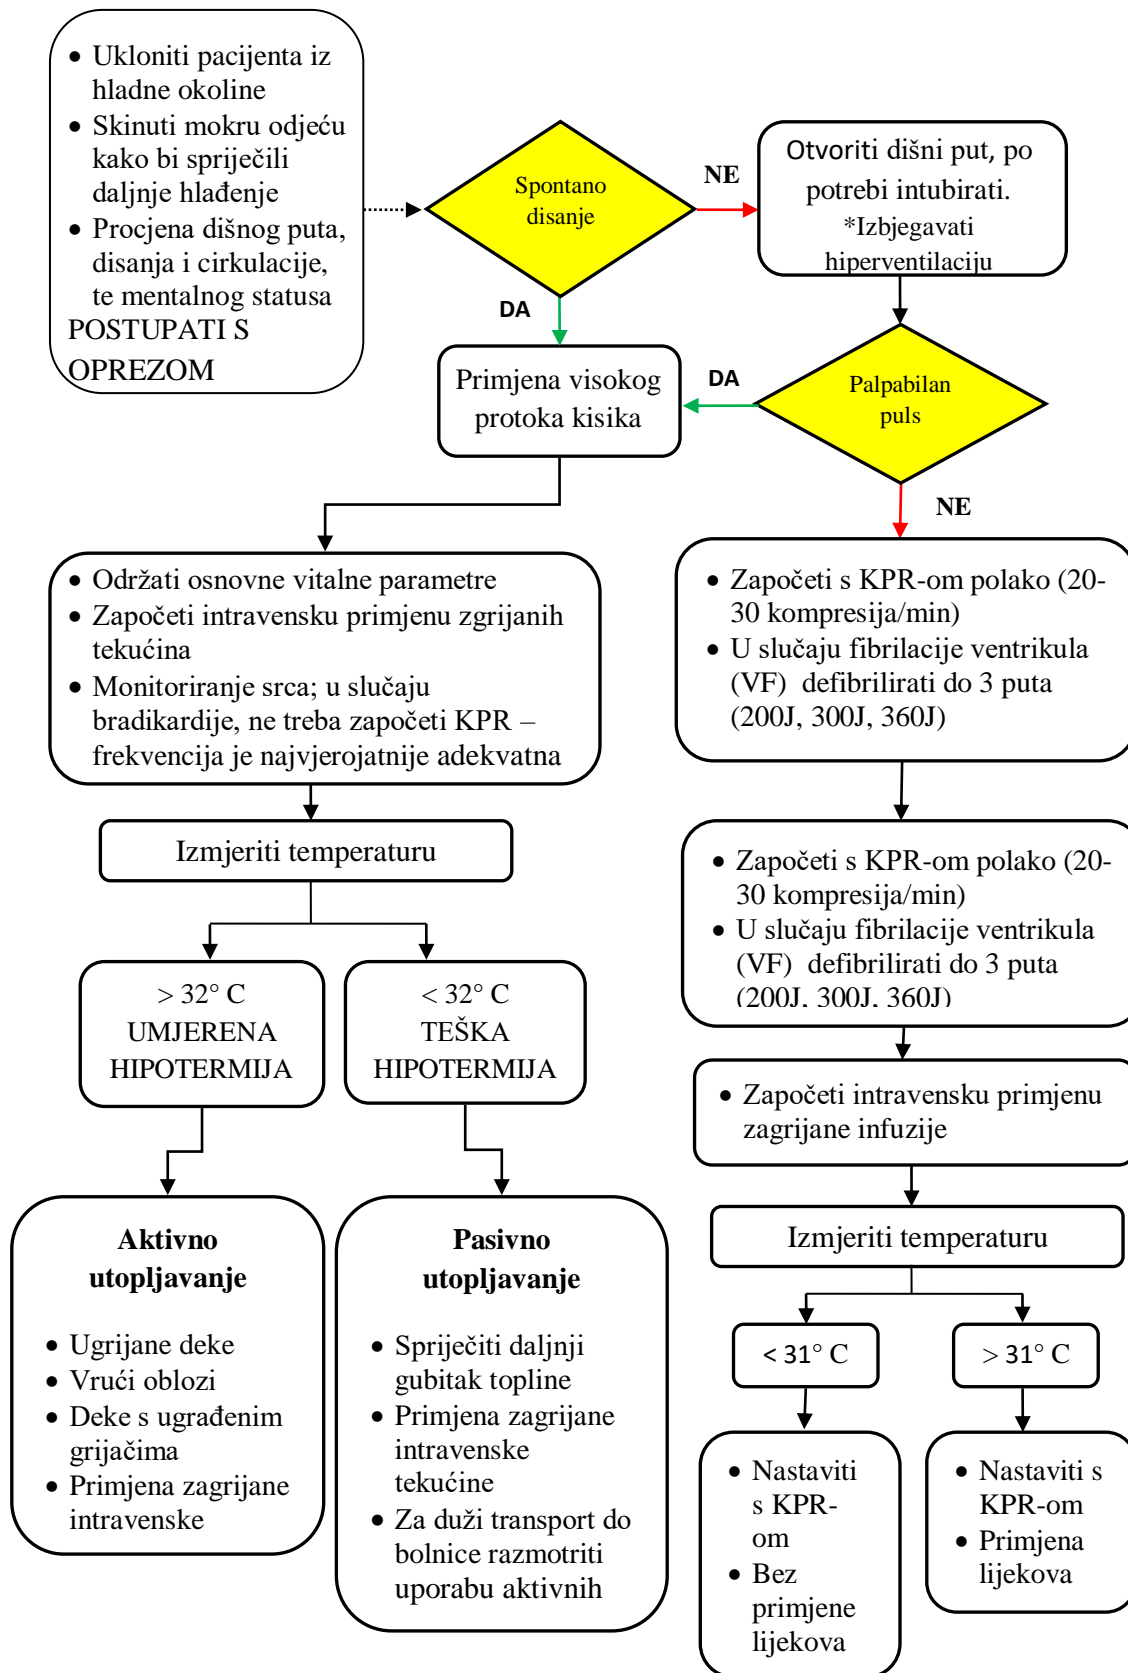 • Ukloniti pacijenta iz
hladne okoline
• Skinuti mokru odjeću
kako bi spriječili
daljnje hlađenje
• Procjena dišnog puta,
disanja i cirkulacije,
te mentalnog statusa
POSTUPATI S
OPREZOM
Spontano
disanje
NE
Otvoriti dišni put, po
potrebi intubirati.
*Izbjegavati
hiperventilaciju
DA
Primjena visokog
protoka kisika
DA
Palpabilan
puls
NE
• Održati osnovne vitalne parametre
• Započeti intravensku primjenu zgrijanih
tekućina
• Monitoriranje srca; u slučaju
bradikardije, ne treba započeti KPR –
frekvencija je najvjerojatnije adekvatna
Izmjeriti temperaturu
> 32° C
UMJERENA
HIPOTERMIJA
< 32° C
TEŠKA
HIPOTERMIJA
Aktivno
utopljavanje
• Ugrijane deke
• Vrući oblozi
• Deke s ugrađenim
grijačima
• Primjena zagrijane
intravenske
Pasivno
utopljavanje
• Spriječiti daljnji
gubitak topline
• Primjena zagrijane
intravenske
tekućine
• Za duži transport do
bolnice razmotriti
uporabu aktivnih
• Započeti s KPR-om polako (20-
30 kompresija/min)
• U slučaju fibrilacije ventrikula
(VF) defibrilirati do 3 puta
(200J, 300J, 360J)
• Započeti s KPR-om polako (20-
30 kompresija/min)
• U slučaju fibrilacije ventrikula
(VF) defibrilirati do 3 puta
(200J, 300J, 360J)
• Započeti intravensku primjenu
zagrijane infuzije
Izmjeriti temperaturu
< 31° C
> 31° C
• Nastaviti
s KPR-
om
• Bez
primjene
lijekova
• Nastaviti s
KPR-om
• Primjena
lijekova